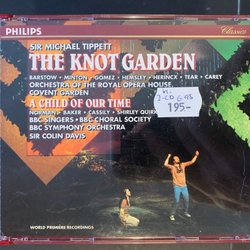 PHILIPS
Classics
SIR MICHAEL TIPPETT
THE KNOT GARDEN
BARSTOW • MINTON • GOMEZ • HEMSLEY • HERINCX • TEAR • CAREY
ORCHESTRA OF THE ROYAL OPERA HOUSE
COVENT GARDEN
A CHILD OF OUR TIME
NORMAN • BAKER • CASSILLY • SHIRLEY-QUIRK
BBC SINGERS • BBC CHORAL SOCIETY
BBC SYMPHONY ORCHESTRA
SIR COLIN DAVIS
195-
WORLD PREMIÈRE RECORDINGS